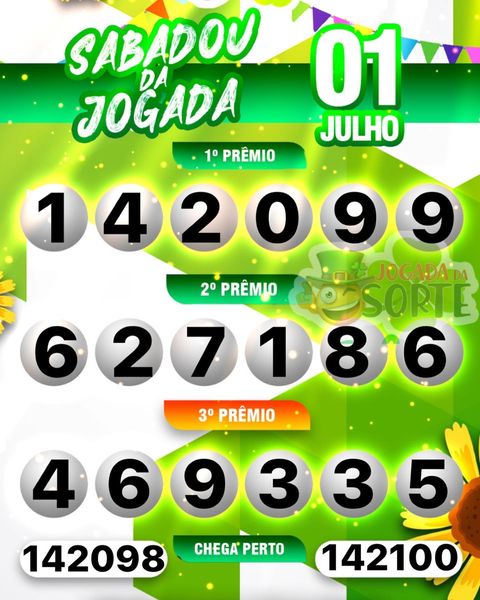 SABADOU
DA
JOGADA
01
JULHO
1º PRÊMIO
1 4 2 0 9 9
JOGADA DA
SORTE
2º PRÊMIO
6 2 7 1 8 6
3º PRÊMIO
4 6 9 3 3 5
142098
CHEGA PERTO
142100